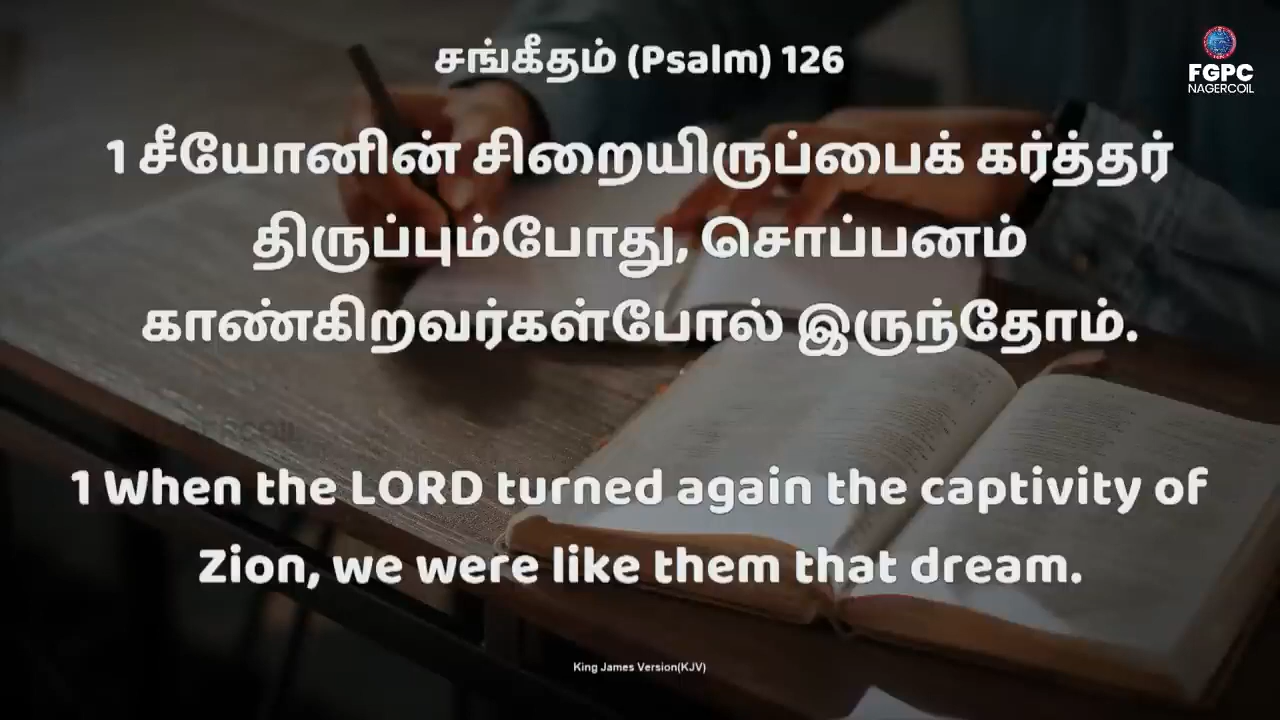 சங்கீதம் (Psalm) 126
FGPC
NAGERCOIL
1 சீயோனின் சிறையிருப்பைக் கர்த்தர்
திருப்பும்போது, சொப்பனம்
காண்கிறவர்கள்போல் இருந்தோம்.
1 When the LORD turned again the captivity of
Zion, we were like them that dream.
King James Version(KJV)